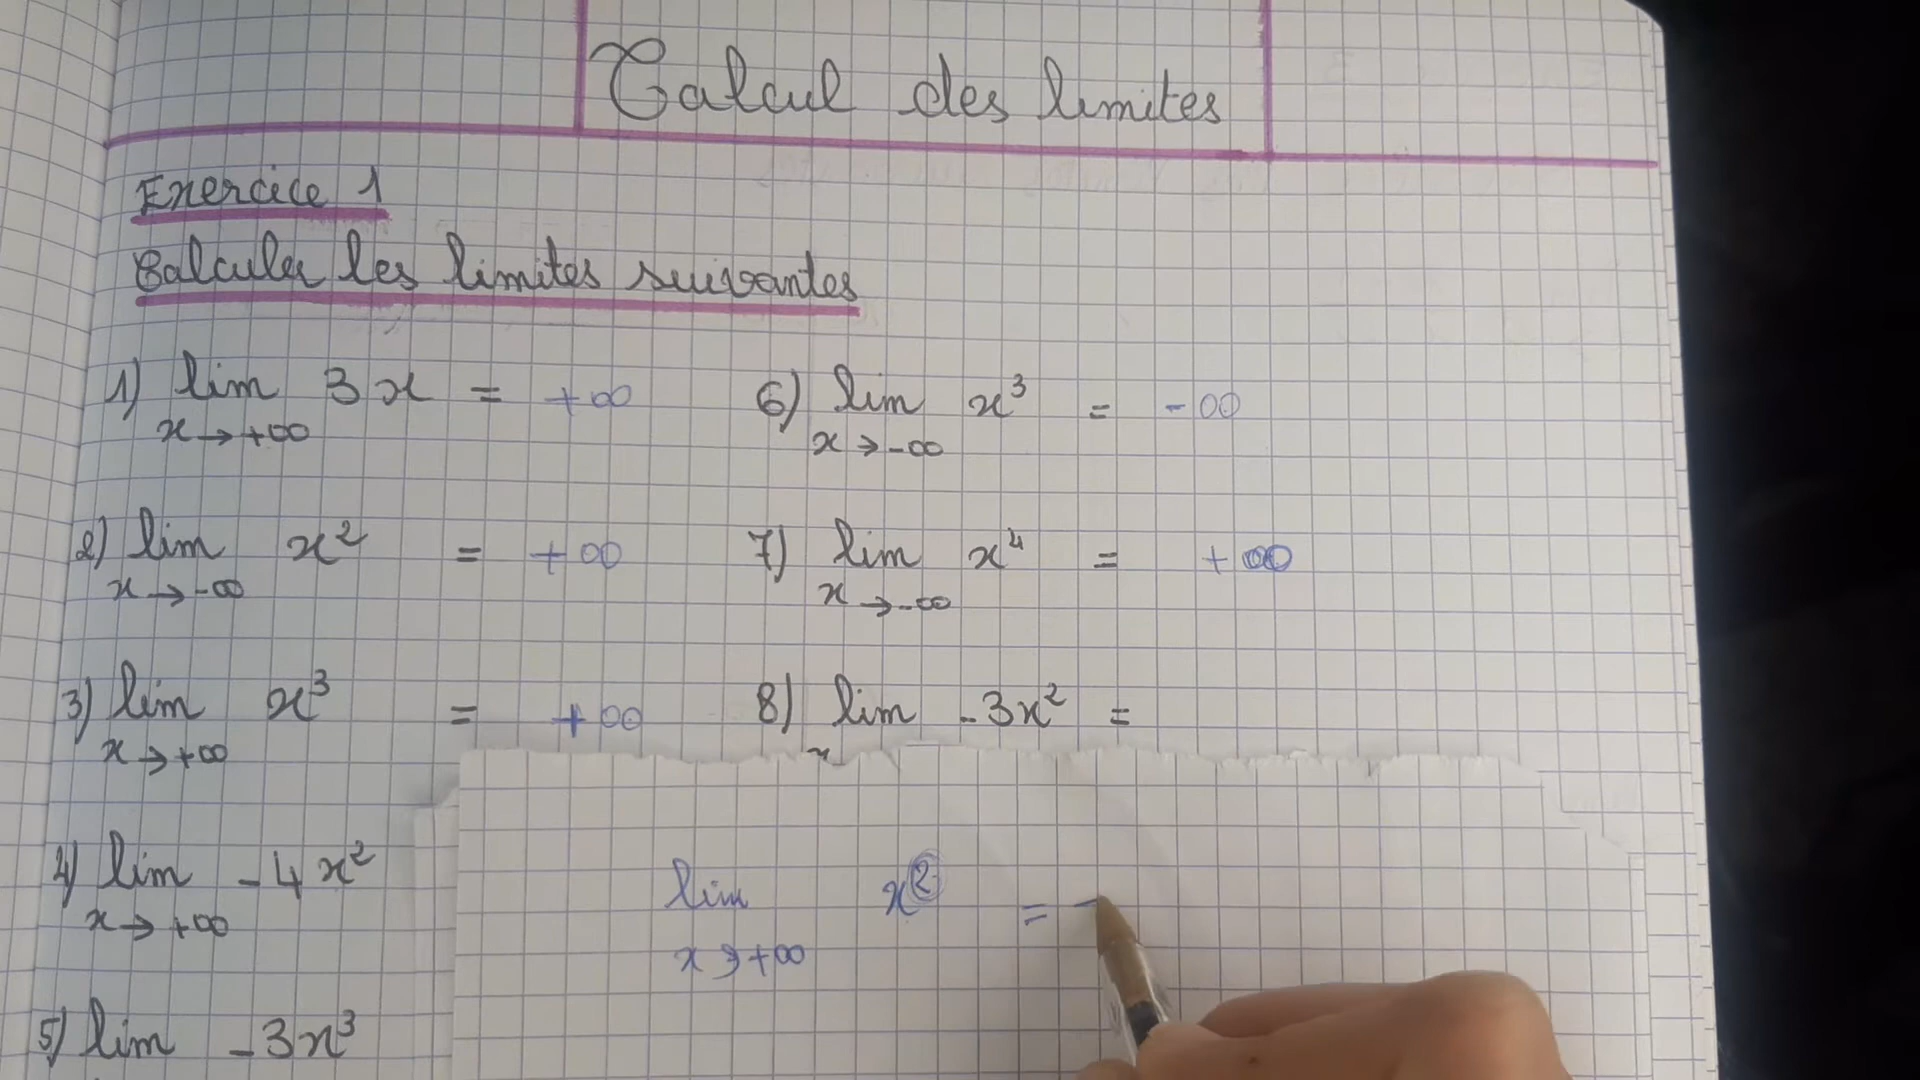 Calcul des limites
Exercice 1
Calculer les limites suivantes
1) lim 3x = +∞
x → +∞
2) lim x² = +∞
x → -∞
3) lim x³ = +∞
x → +∞
4) lim -4x²
x → +∞
5) lim -3x³
6) lim x³ = -∞
x → -∞
7) lim x⁴ = +∞
x → -∞
8) lim -3x² =
x
lim x² =
x → +∞